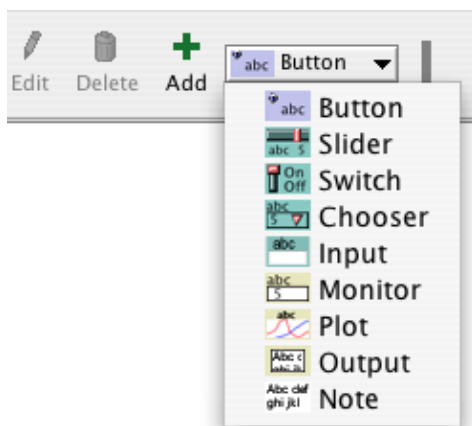 Edit Delete Add abc Button
abc Button
abc 5 Slider
On Off Switch
abc 5 Chooser
abc Input
abc 5 Monitor
abc Plot
Output
Abc def ghi jkl Note